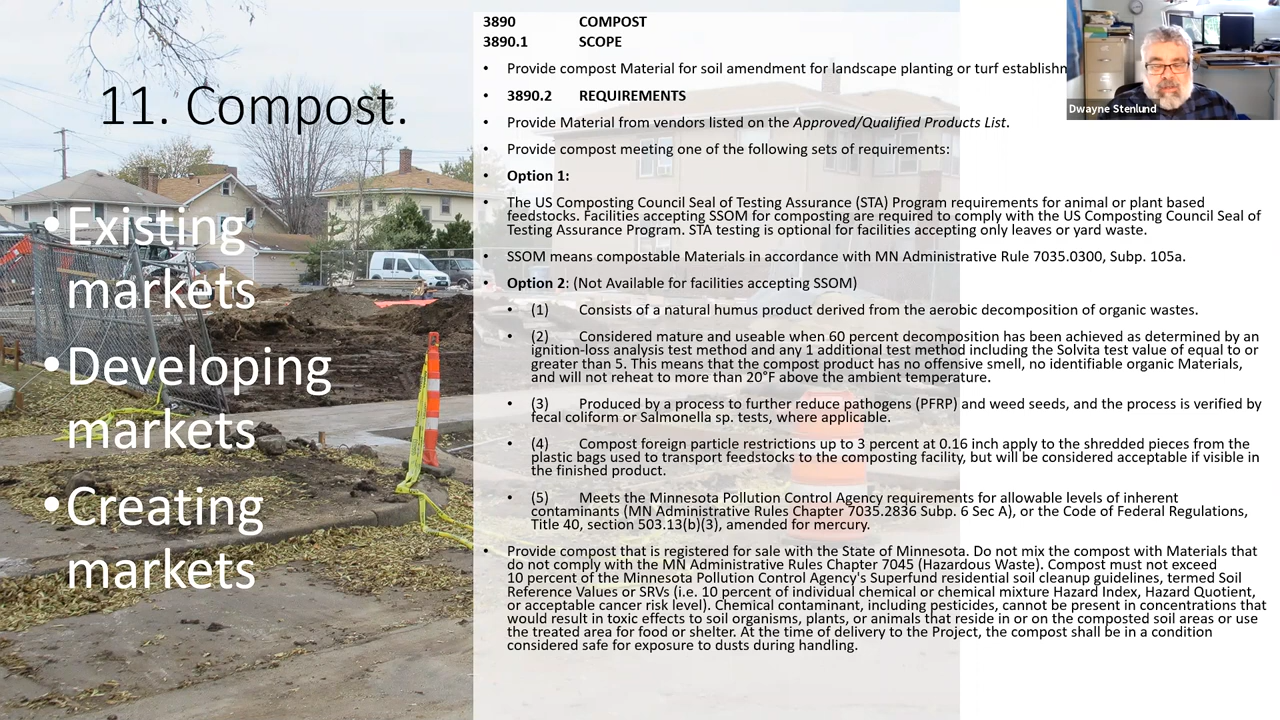 11. Compost.
• Existing
markets
• Developing
markets
• Creating
markets
3890 COMPOST
3890.1 SCOPE
• Provide compost Material for soil amendment for landscape planting or turf establishm
• 3890.2 REQUIREMENTS
• Provide Material from vendors listed on the Approved/Qualified Products List.
• Provide compost meeting one of the following sets of requirements:
• Option 1:
• The US Composting Council Seal of Testing Assurance (STA) Program requirements for animal or plant based
feedstocks. Facilities accepting SSOM for composting are required to comply with the US Composting Council Seal of
Testing Assurance Program. STA testing is optional for facilities accepting only leaves or yard waste.
• SSOM means compostable Materials in accordance with MN Administrative Rule 7035.0300, Subp. 105a.
• Option 2: (Not Available for facilities accepting SSOM)
• (1) Consists of a natural humus product derived from the aerobic decomposition of organic wastes.
• (2) Considered mature and useable when 60 percent decomposition has been achieved as determined by an
ignition-loss analysis test method and any 1 additional test method including the Solvita test value of equal to or
greater than 5. This means that the compost product has no offensive smell, no identifiable organic Materials,
and will not reheat to more than 20°F above the ambient temperature.
• (3) Produced by a process to further reduce pathogens (PFRP) and weed seeds, and the process is verified by
fecal coliform or Salmonella sp. tests, where applicable.
• (4) Compost foreign particle restrictions up to 3 percent at 0.16 inch apply to the shredded pieces from the
plastic bags used to transport feedstocks to the composting facility, but will be considered acceptable if visible in
the finished product.
• (5) Meets the Minnesota Pollution Control Agency requirements for allowable levels of inherent
contaminants (MN Administrative Rules Chapter 7035.2836 Subp. 6 Sec A), or the Code of Federal Regulations,
Title 40, section 503.13(b)(3), amended for mercury.
• Provide compost that is registered for sale with the State of Minnesota. Do not mix the compost with Materials that
do not comply with the MN Administrative Rules Chapter 7045 (Hazardous Waste). Compost must not exceed
10 percent of the Minnesota Pollution Control Agency's Superfund residential soil cleanup guidelines, termed Soil
Reference Values or SRVs (i.e. 10 percent of individual chemical or chemical mixture Hazard Index, Hazard Quotient,
or acceptable cancer risk level). Chemical contaminant, including pesticides, cannot be present in concentrations that
would result in toxic effects to soil organisms, plants, or animals that reside in or on the composted soil areas or use
the treated area for food or shelter. At the time of delivery to the Project, the compost shall be in a condition
considered safe for exposure to dusts during handling.
Dwayne Stenlund